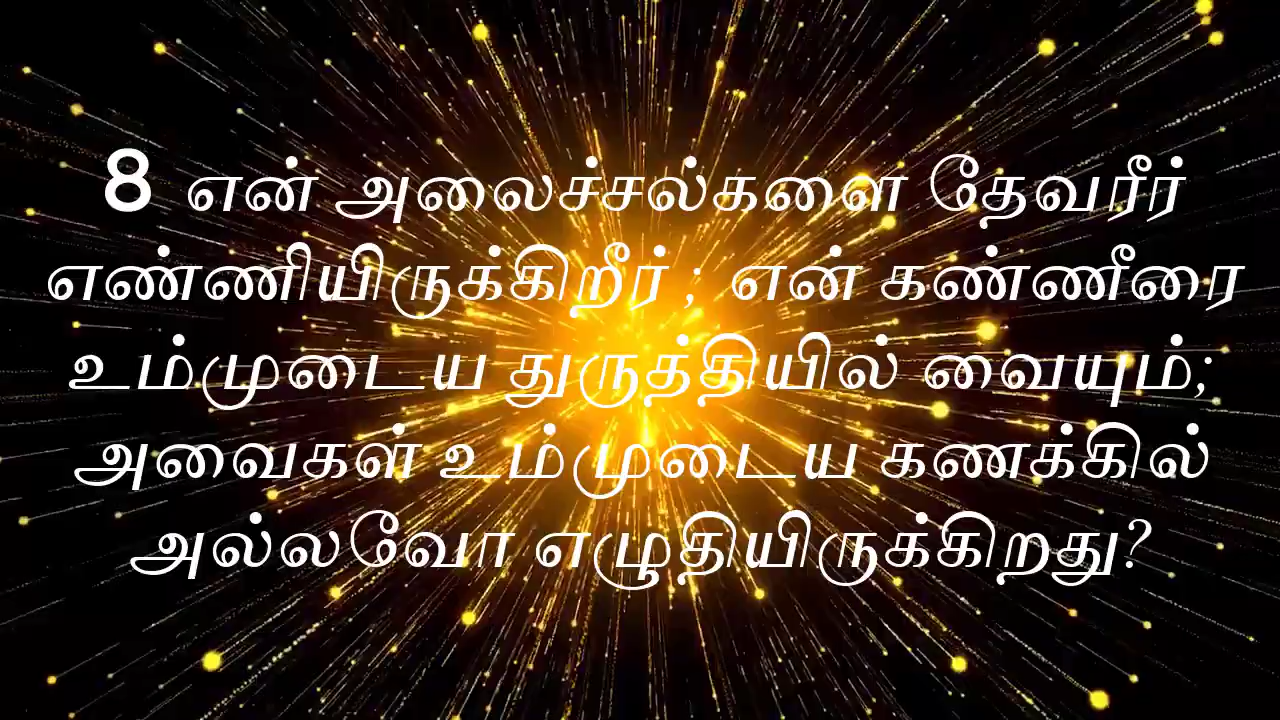 8 என் அலைச்சல்களை தேவரீர்
எண்ணியிருக்கிறீர் ; என் கண்ணீரை
உம்முடைய துருத்தியில் வையும்;
அவைகள் உம்முடைய கணக்கில்
அல்லவோ எழுதியிருக்கிறது?